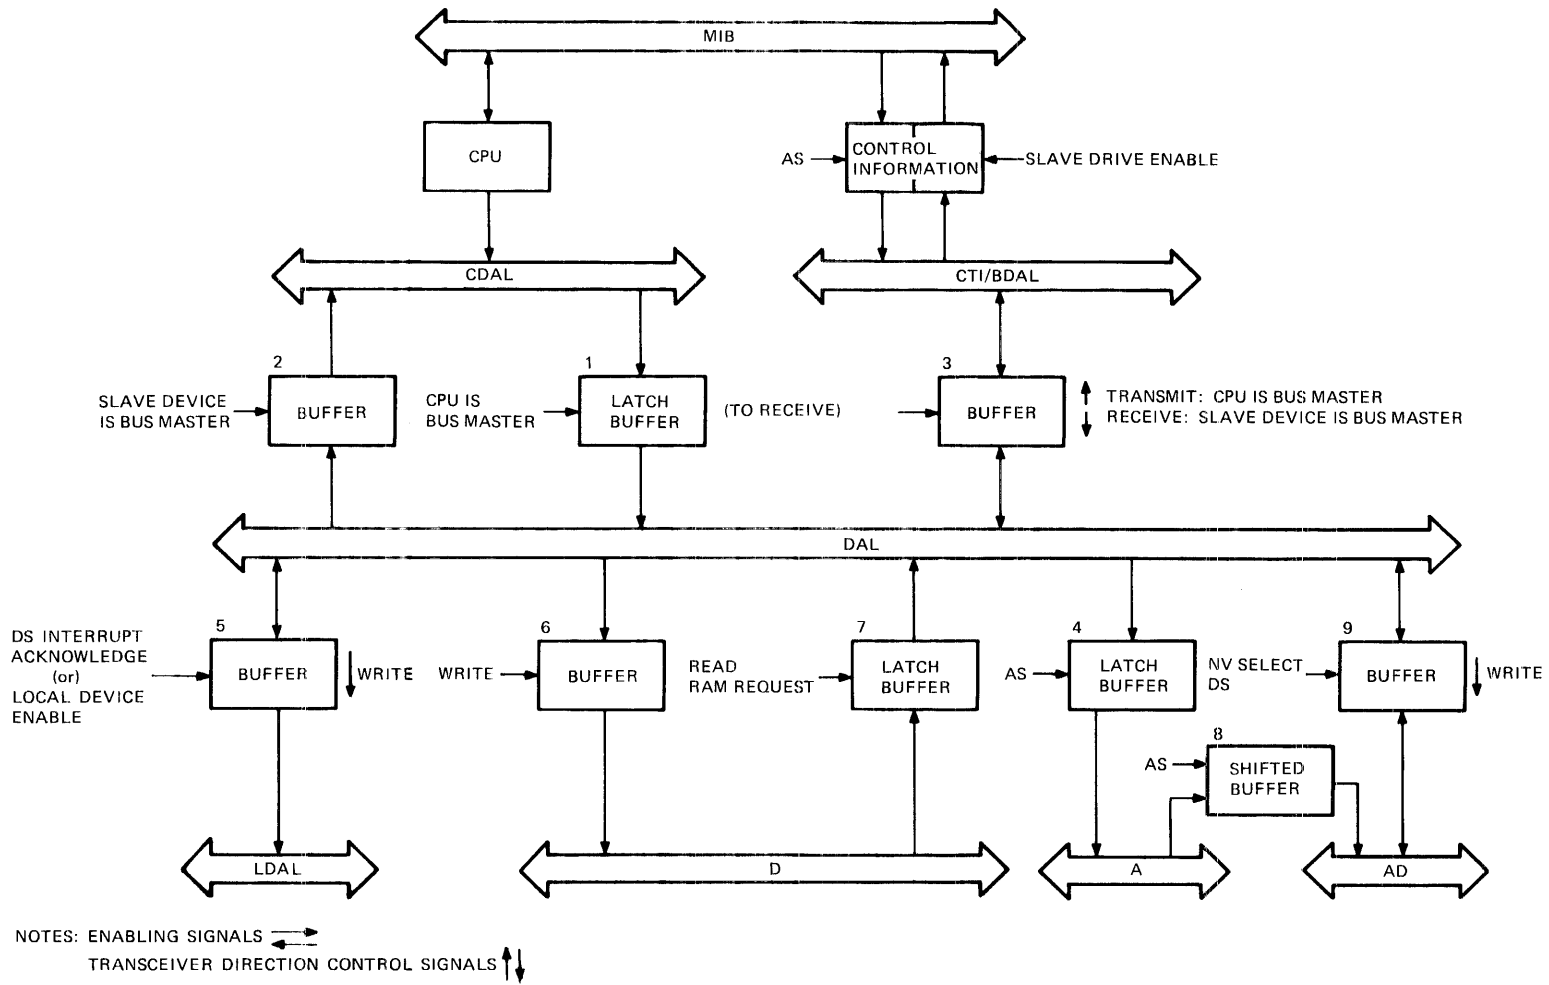 MIB
CPU
AS
CONTROL
INFORMATION
SLAVE DRIVE ENABLE
CDAL
CTI/BDAL
2
SLAVE DEVICE
IS BUS MASTER
BUFFER
1
CPU IS
BUS MASTER
LATCH
BUFFER
(TO RECEIVE)
3
BUFFER
TRANSMIT: CPU IS BUS MASTER
RECEIVE: SLAVE DEVICE IS BUS MASTER
DAL
5
DS INTERRUPT
ACKNOWLEDGE
(or)
LOCAL DEVICE
ENABLE
BUFFER
WRITE
6
WRITE
BUFFER
7
READ
RAM REQUEST
LATCH
BUFFER
4
AS
LATCH
BUFFER
9
NV SELECT
DS
BUFFER
WRITE
8
AS
SHIFTED
BUFFER
LDAL
D
A
AD
NOTES: ENABLING SIGNALS
TRANSCEIVER DIRECTION CONTROL SIGNALS